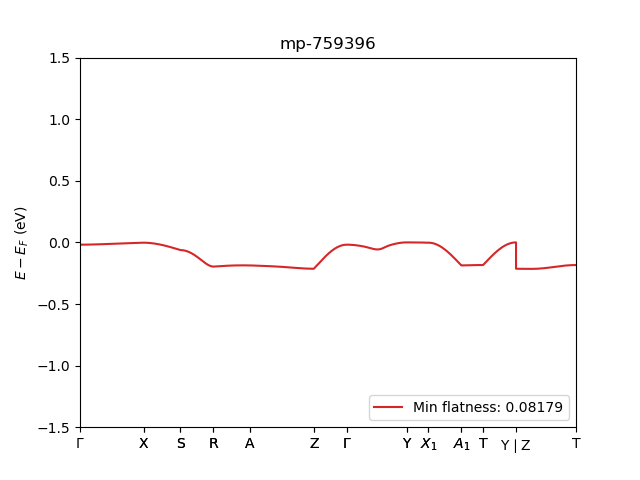 mp-759396
E − E_F (eV)
1.5
1.0
0.5
0.0
−0.5
−1.0
−1.5
Min flatness: 0.08179
Γ X S R A Z Γ Y X₁ A₁ T Y | Z T